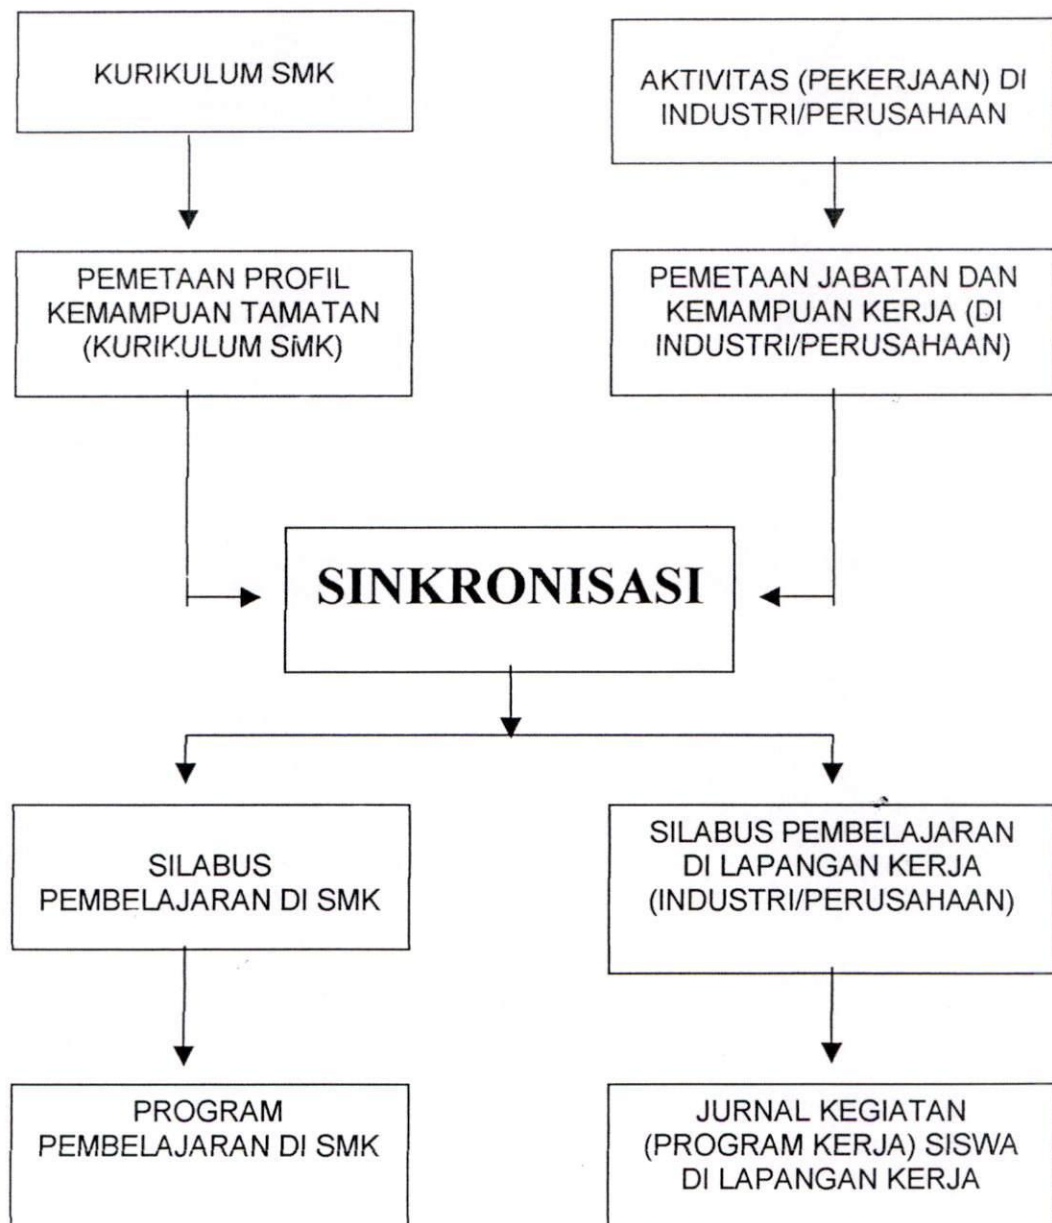 KURIKULUM SMK
AKTIVITAS (PEKERJAAN) DI
INDUSTRI/PERUSAHAAN
PEMETAAN PROFIL
KEMAMPUAN TAMATAN
(KURIKULUM SMK)
PEMETAAN JABATAN DAN
KEMAMPUAN KERJA (DI
INDUSTRI/PERUSAHAAN)
SINKRONISASI
SILABUS
PEMBELAJARAN DI SMK
SILABUS PEMBELAJARAN
DI LAPANGAN KERJA
(INDUSTRI/PERUSAHAAN)
PROGRAM
PEMBELAJARAN DI SMK
JURNAL KEGIATAN
(PROGRAM KERJA) SISWA
DI LAPANGAN KERJA